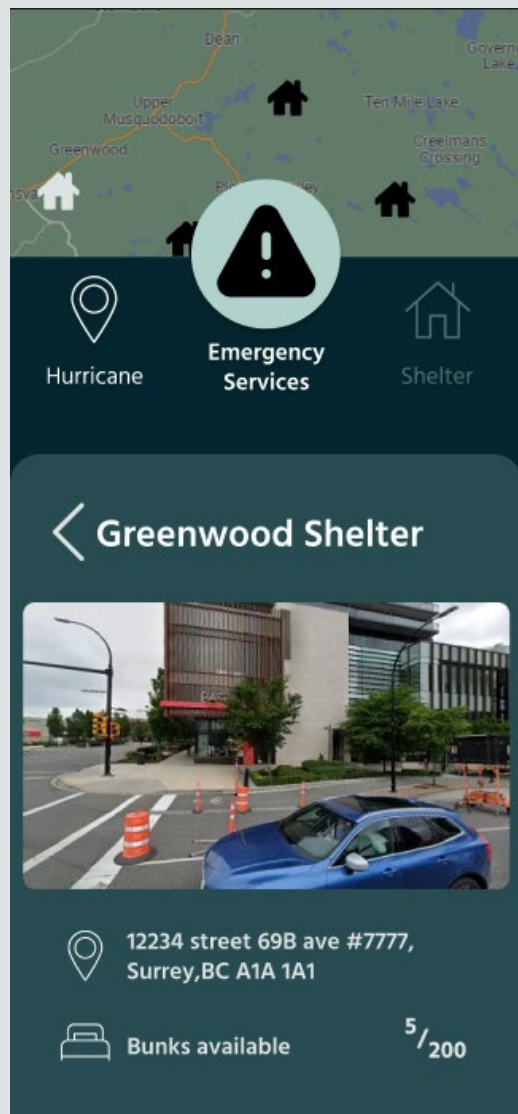 Dean
Upper
Musquodoboit
Ten Mile Lake
Greenwood
Creelmans
Crossing
Lake
Hurricane
Emergency
Services
Shelter
Greenwood Shelter
12234 street 69B ave #7777,
Surrey,BC A1A 1A1
Bunks available
5/200